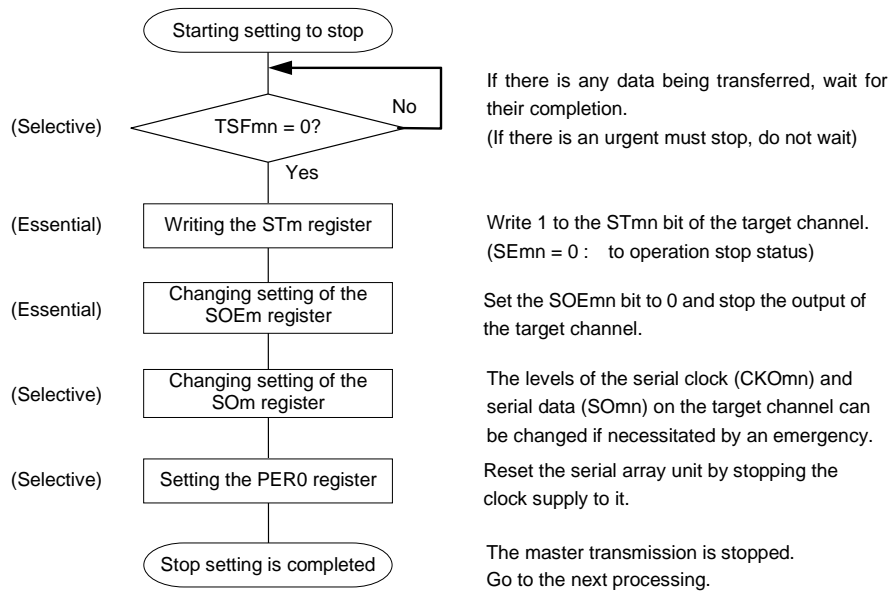 Starting setting to stop
If there is any data being transferred, wait for
their completion.
(If there is an urgent must stop, do not wait)
(Selective)
TSFmn = 0?
No
Yes
(Essential)
Writing the STm register
Write 1 to the STmn bit of the target channel.
(SEmn = 0 : to operation stop status)
(Essential)
Changing setting of the
SOEm register
Set the SOEmn bit to 0 and stop the output of
the target channel.
(Selective)
Changing setting of the
SOm register
The levels of the serial clock (CKOmn) and
serial data (SOmn) on the target channel can
be changed if necessitated by an emergency.
(Selective)
Setting the PER0 register
Reset the serial array unit by stopping the
clock supply to it.
Stop setting is completed
The master transmission is stopped.
Go to the next processing.